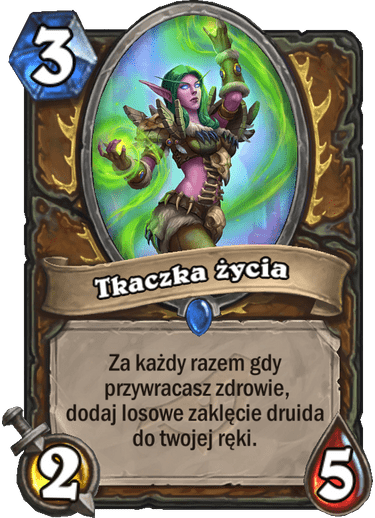 3
Tkaczka życia
Za każdy razem gdy
przywracasz zdrowie,
dodaj losowe zaklęcie druida
do twojej ręki.
2
5